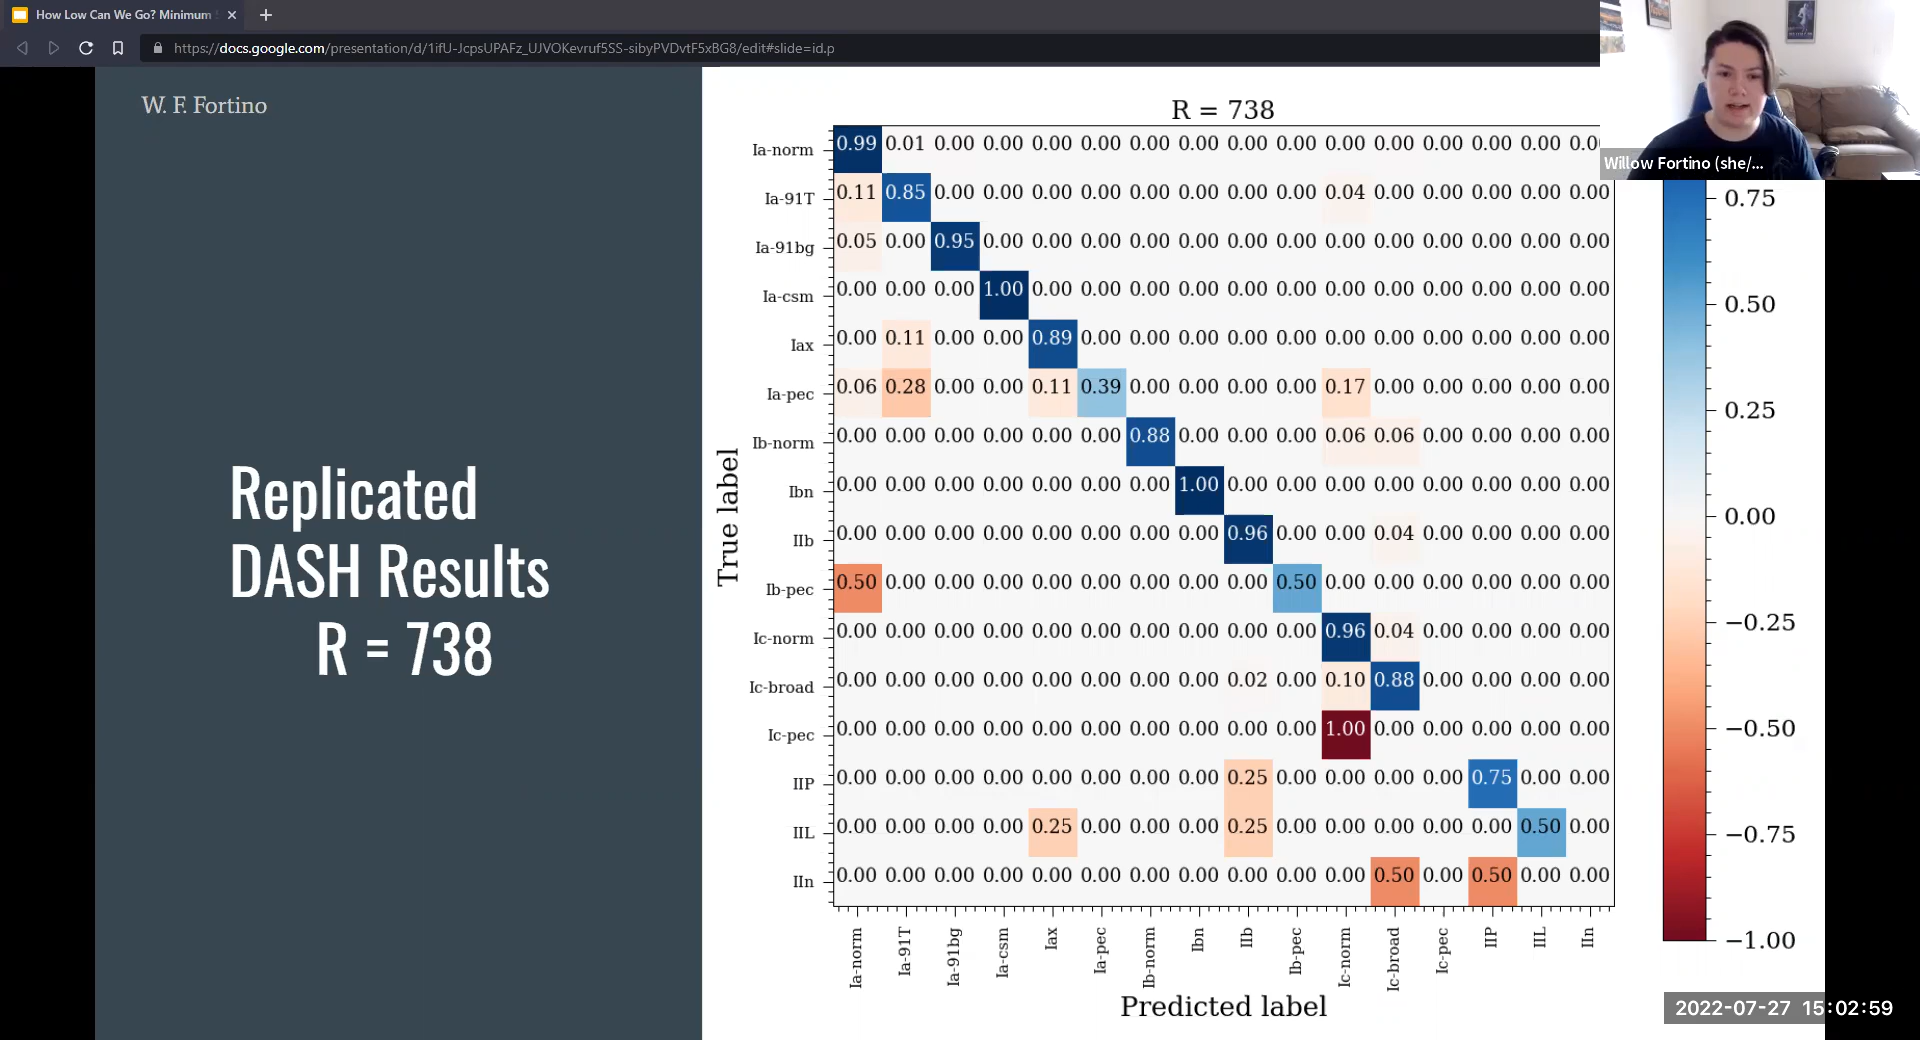 How Low Can We Go? Minimum
https://docs.google.com/presentation/d/1ifU-JcpsUPAFz_UJVOKevruf5SS-sibyPVDvtF5xBG8/edit#slide=id.p
W. F. Fortino
Replicated
DASH Results
R = 738
R = 738
True label
Ia-norm 0.99 0.01 0.00 0.00 0.00 0.00 0.00 0.00 0.00 0.00 0.00 0.00 0.00 0.00 0.00
Ia-91T 0.11 0.85 0.00 0.00 0.00 0.00 0.00 0.00 0.00 0.00 0.04 0.00 0.00 0.00 0.00 0.00
Ia-91bg 0.05 0.00 0.95 0.00 0.00 0.00 0.00 0.00 0.00 0.00 0.00 0.00 0.00 0.00 0.00 0.00
Ia-csm 0.00 0.00 0.00 1.00 0.00 0.00 0.00 0.00 0.00 0.00 0.00 0.00 0.00 0.00 0.00 0.00
Iax 0.00 0.11 0.00 0.00 0.89 0.00 0.00 0.00 0.00 0.00 0.00 0.00 0.00 0.00 0.00 0.00
Ia-pec 0.06 0.28 0.00 0.00 0.11 0.39 0.00 0.00 0.00 0.00 0.17 0.00 0.00 0.00 0.00 0.00
Ib-norm 0.00 0.00 0.00 0.00 0.00 0.00 0.88 0.00 0.00 0.00 0.06 0.06 0.00 0.00 0.00 0.00
Ibn 0.00 0.00 0.00 0.00 0.00 0.00 0.00 1.00 0.00 0.00 0.00 0.00 0.00 0.00 0.00 0.00
IIb 0.00 0.00 0.00 0.00 0.00 0.00 0.00 0.00 0.96 0.00 0.00 0.04 0.00 0.00 0.00 0.00
Ib-pec 0.50 0.00 0.00 0.00 0.00 0.00 0.00 0.00 0.00 0.50 0.00 0.00 0.00 0.00 0.00 0.00
Ic-norm 0.00 0.00 0.00 0.00 0.00 0.00 0.00 0.00 0.00 0.00 0.96 0.04 0.00 0.00 0.00 0.00
Ic-broad 0.00 0.00 0.00 0.00 0.00 0.00 0.00 0.00 0.02 0.00 0.10 0.88 0.00 0.00 0.00 0.00
Ic-pec 0.00 0.00 0.00 0.00 0.00 0.00 0.00 0.00 0.00 0.00 1.00 0.00 0.00 0.00 0.00 0.00
IIP 0.00 0.00 0.00 0.00 0.00 0.00 0.00 0.00 0.25 0.00 0.00 0.00 0.00 0.75 0.00 0.00
IIL 0.00 0.00 0.00 0.00 0.25 0.00 0.00 0.00 0.25 0.00 0.00 0.00 0.00 0.00 0.50 0.00
IIn 0.00 0.00 0.00 0.00 0.00 0.00 0.00 0.00 0.00 0.00 0.00 0.50 0.00 0.50 0.00 0.00
Ia-norm Ia-91T Ia-91bg Ia-csm Iax Ia-pec Ib-norm Ibn IIb Ib-pec Ic-norm Ic-broad Ic-pec IIP IIL IIn
Predicted label
Willow Fortino (she/...
0.75
0.50
0.25
0.00
−0.25
−0.50
−0.75
−1.00
2022-07-27 15:02:59